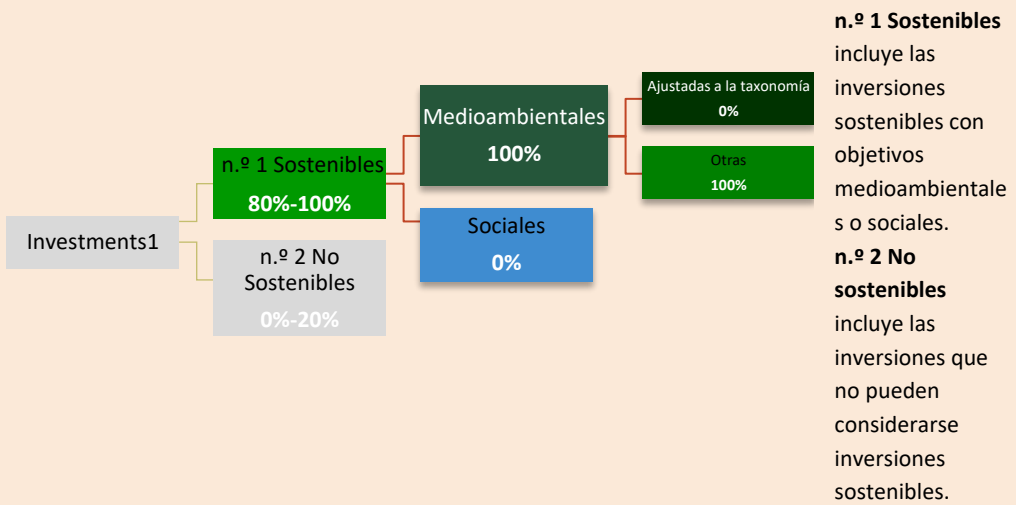 Investments1
n.º 1 Sostenibles
80%-100%
n.º 2 No
Sostenibles
0%-20%
Medioambientales
100%
Sociales
0%
Ajustadas a la taxonomía
0%
Otras
100%
n.º 1 Sostenibles
incluye las
inversiones
sostenibles con
objetivos
medioambientale
s o sociales.
n.º 2 No
sostenibles
incluye las
inversiones que
no pueden
considerarse
inversiones
sostenibles.